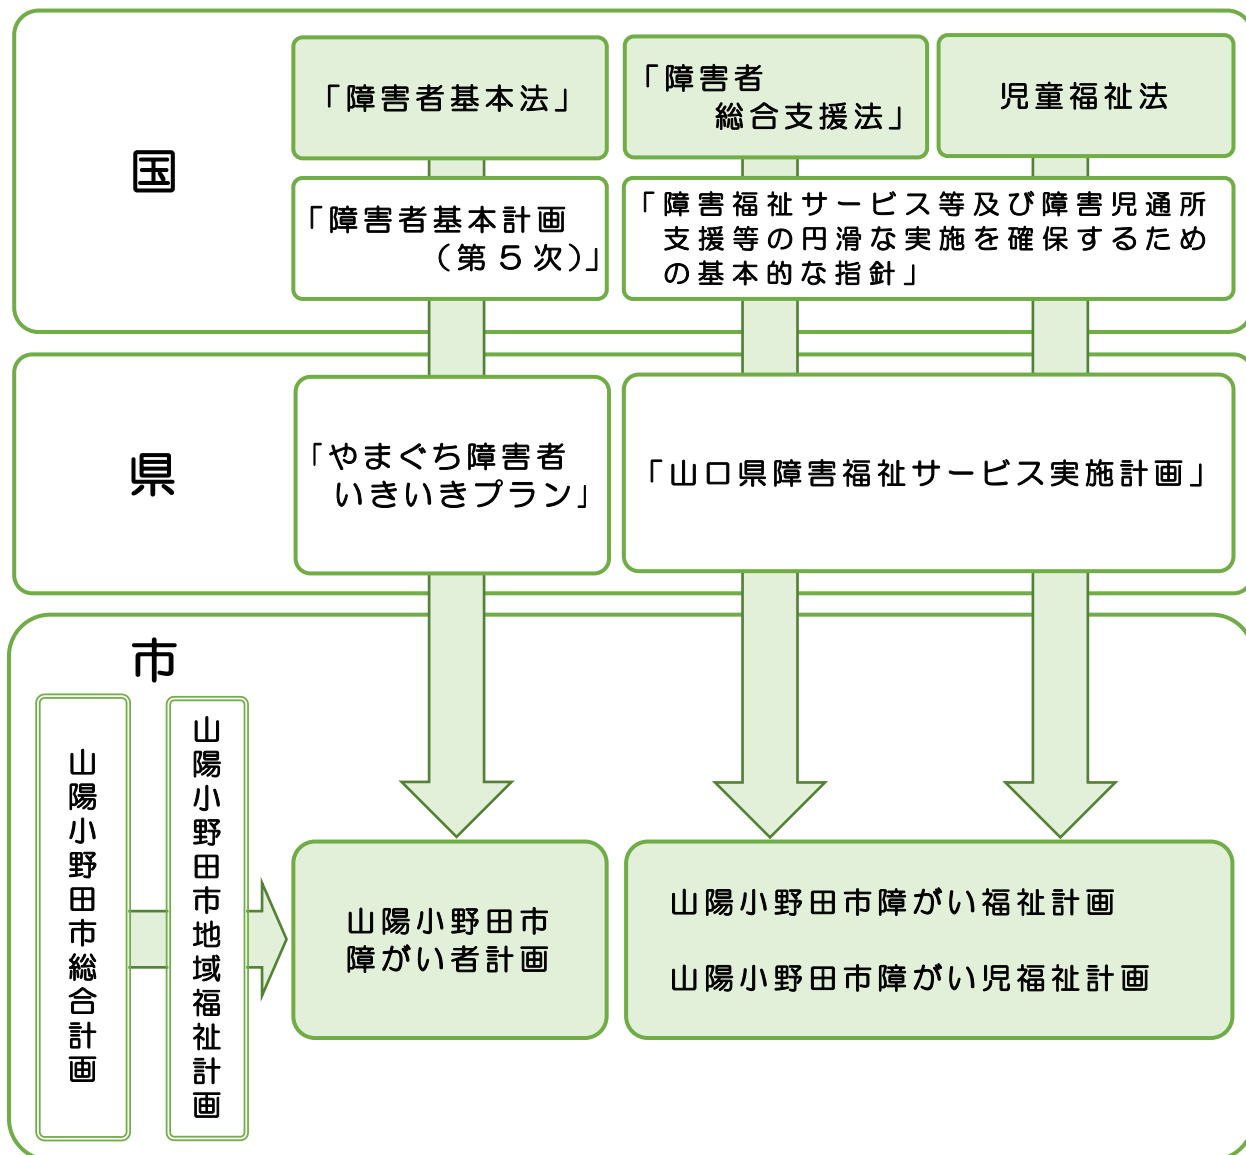 国
「障害者基本法」
「障害者
総合支援法」
児童福祉法
「障害者基本計画
（第５次）」
「障害福祉サービス等及び障害児通所
支援等の円滑な実施を確保するため
の基本的な指針」
県
「やまぐち障害者
いきいきプラン」
「山口県障害福祉サービス実施計画」
市
山陽小野田市総合計画
山陽小野田市地域福祉計画
山陽小野田市
障がい者計画
山陽小野田市障がい福祉計画
山陽小野田市障がい児福祉計画